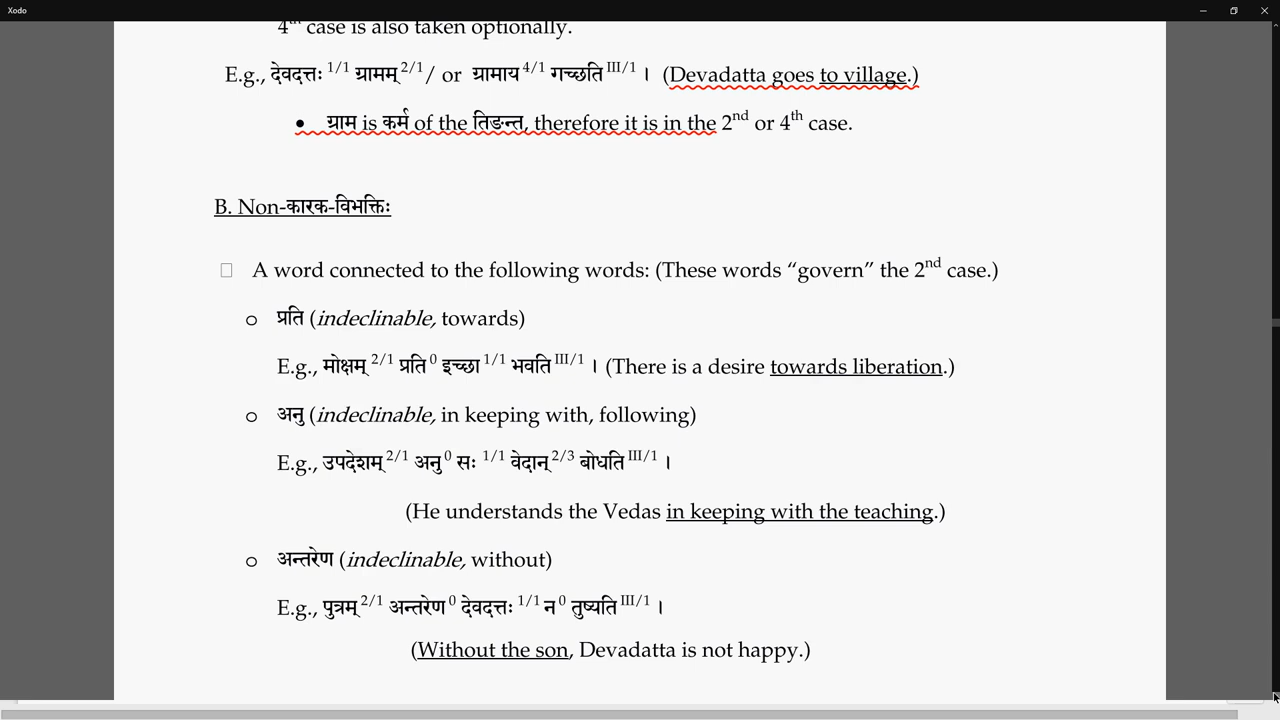 Xodo
4th case is also taken optionally.
E.g., देवदत्तः 1/1 ग्रामम् 2/1/ or ग्रामाय 4/1 गच्छति III/1 । (Devadatta goes to village.)
• ग्राम is कर्म of the तिङन्त, therefore it is in the 2nd or 4th case.
B. Non-कारक-विभक्तिः
□ A word connected to the following words: (These words “govern” the 2nd case.)
o प्रति (indeclinable, towards)
E.g., मोक्षम् 2/1 प्रति 0 इच्छा 1/1 भवति III/1 । (There is a desire towards liberation.)
o अनु (indeclinable, in keeping with, following)
E.g., उपदेशम् 2/1 अनु 0 सः 1/1 वेदान् 2/3 बोधति III/1 ।
(He understands the Vedas in keeping with the teaching.)
o अन्तरेण (indeclinable, without)
E.g., पुत्रम् 2/1 अन्तरेण 0 देवदत्तः 1/1 न 0 तुष्यति III/1 ।
(Without the son, Devadatta is not happy.)